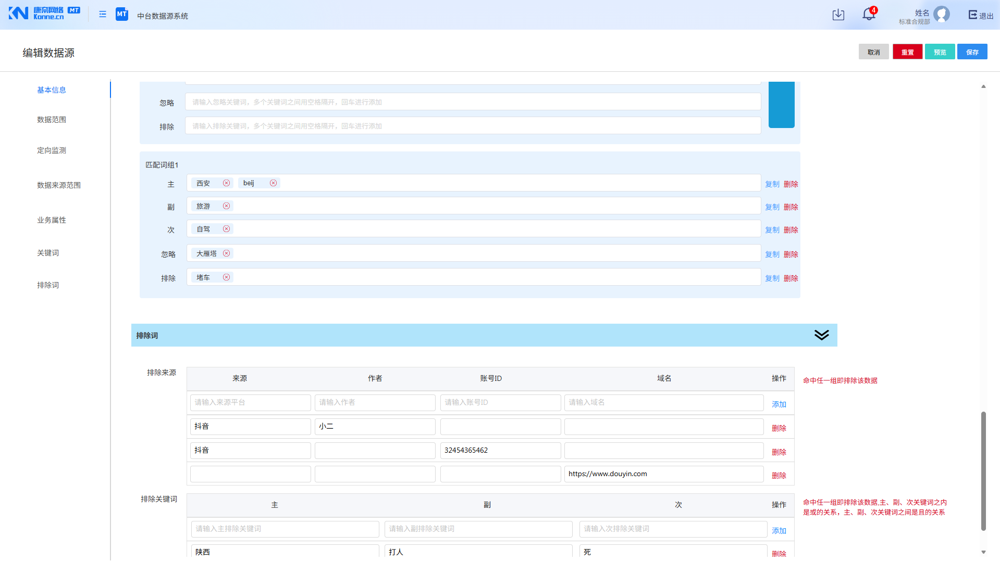 康奈网络 MT
Konne.cn
MT 中台数据源系统
4
姓名
标准合规部
退出
编辑数据源
取消 重置 预览 保存
基本信息
数据范围
定向监测
数据来源范围
业务属性
关键词
排除词
忽略 请输入忽略关键词，多个关键词之间用空格隔开，回车进行添加
排除 请输入排除关键词，多个关键词之间用空格隔开，回车进行添加
匹配词组1
主 西安 beij 复制 删除
副 旅游 复制 删除
次 自驾 复制 删除
忽略 大雁塔 复制 删除
排除 堵车 复制 删除
排除词
排除来源 来源 作者 账号ID 域名 操作 命中任一组即排除该数据
请输入来源平台 请输入作者 请输入账号ID 请输入域名 添加
抖音 小二 删除
抖音 32454365462 删除
https://www.douyin.com 删除
排除关键词 主 副 次 操作
命中任一组即排除该数据,主、副、次关键词之内
是或的关系，主、副、次关键词之间是且的关系
请输入主排除关键词 请输入副排除关键词 请输入次排除关键词 添加
陕西 打人 死 删除